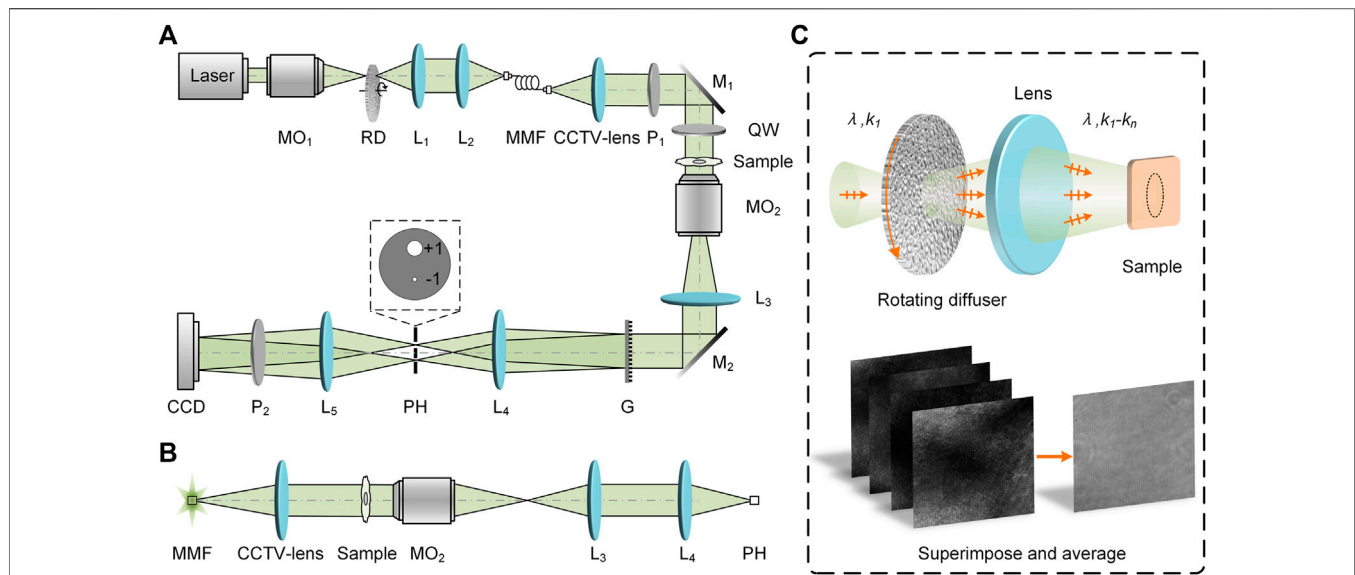 A
Laser
MO₁
RD
L₁
L₂
MMF
CCTV-lens
P₁
M₁
QW
Sample
MO₂
L₃
M₂
+1
-1
CCD
P₂
L₅
PH
L₄
G
B
MMF
CCTV-lens
Sample
MO₂
L₃
L₄
PH
C
Lens
λ,k₁
λ,k₁-kₙ
Sample
Rotating diffuser
Superimpose and average